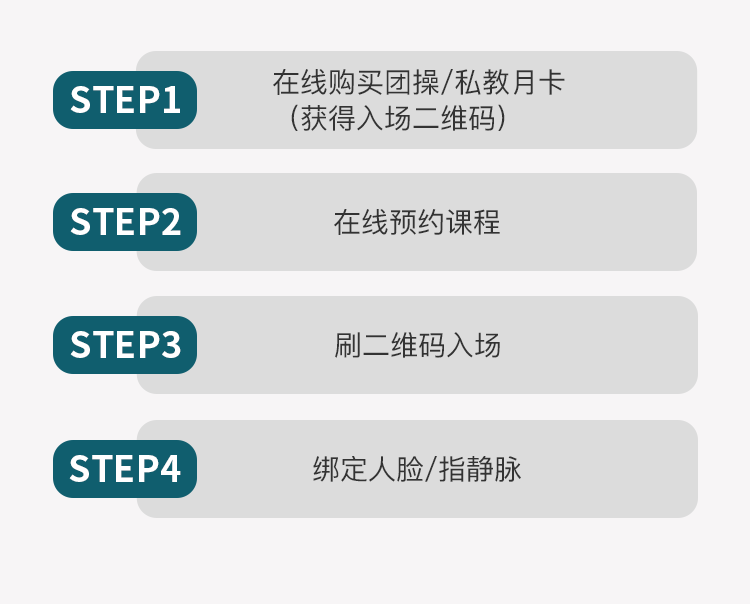 STEP1
在线购买团操/私教月卡
（获得入场二维码）
STEP2
在线预约课程
STEP3
刷二维码入场
STEP4
绑定人脸/指静脉